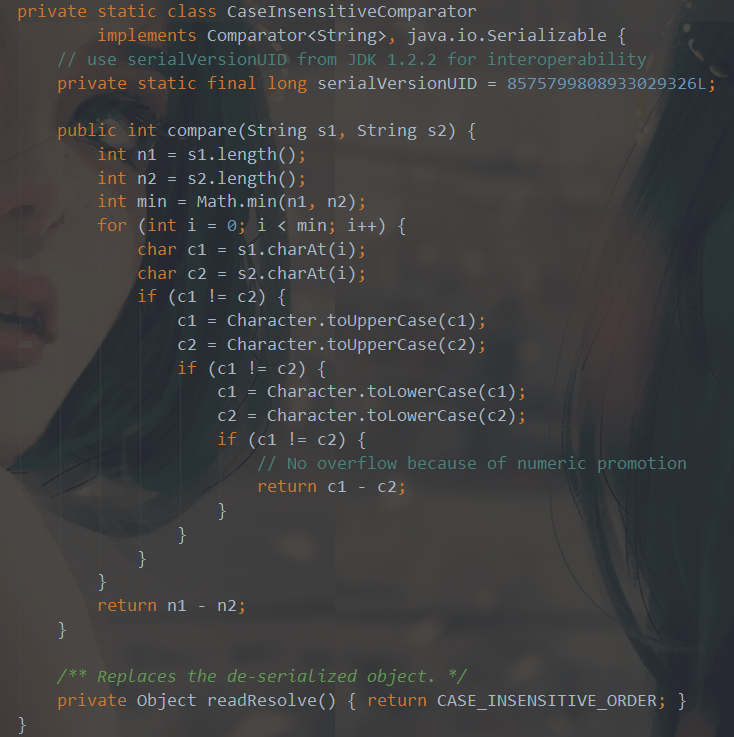 private static class CaseInsensitiveComparator
        implements Comparator<String>, java.io.Serializable {
    // use serialVersionUID from JDK 1.2.2 for interoperability
    private static final long serialVersionUID = 8575799808933029326L;

    public int compare(String s1, String s2) {
        int n1 = s1.length();
        int n2 = s2.length();
        int min = Math.min(n1, n2);
        for (int i = 0; i < min; i++) {
            char c1 = s1.charAt(i);
            char c2 = s2.charAt(i);
            if (c1 != c2) {
                c1 = Character.toUpperCase(c1);
                c2 = Character.toUpperCase(c2);
                if (c1 != c2) {
                    c1 = Character.toLowerCase(c1);
                    c2 = Character.toLowerCase(c2);
                    if (c1 != c2) {
                        // No overflow because of numeric promotion
                        return c1 - c2;
                    }
                }
            }
        }
        return n1 - n2;
    }

    /** Replaces the de-serialized object. */
    private Object readResolve() { return CASE_INSENSITIVE_ORDER; }
}